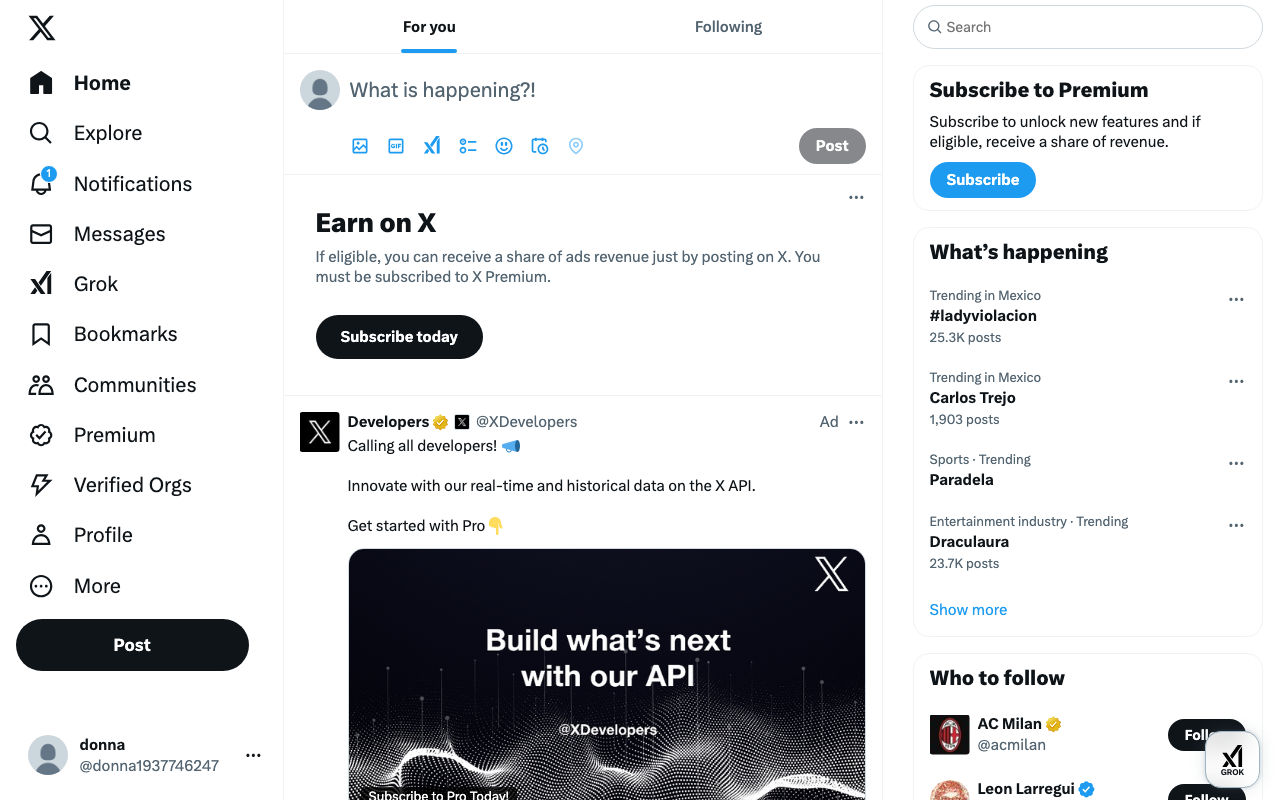 Home
Explore
1
Notifications
Messages
Grok
Bookmarks
Communities
Premium
Verified Orgs
Profile
More
Post
donna
@donna1937746247
For you
Following
What is happening?!
GIF
Post
Earn on X
If eligible, you can receive a share of ads revenue just by posting on X. You
must be subscribed to X Premium.
Subscribe today
Developers @XDevelopers
Ad
Calling all developers! 📣
Innovate with our real-time and historical data on the X API.
Get started with Pro👇
Build what's next
with our API
@XDevelopers
Subscribe to Pro Today!
Search
Subscribe to Premium
Subscribe to unlock new features and if
eligible, receive a share of revenue.
Subscribe
What's happening
Trending in Mexico
#ladyviolacion
25.3K posts
Trending in Mexico
Carlos Trejo
1,903 posts
Sports · Trending
Paradela
Entertainment industry · Trending
Draculaura
23.7K posts
Show more
Who to follow
AC Milan
@acmilan
Leon Larregui
GROK